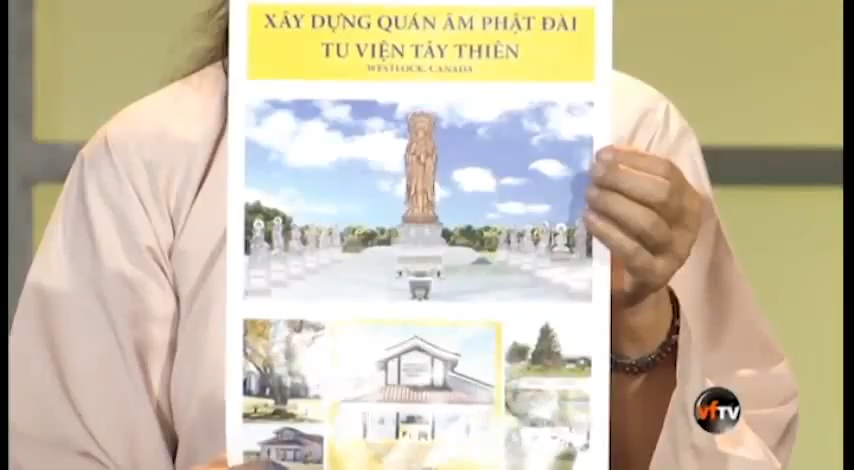 XÂY DỰNG QUÁN ÂM PHẬT ĐÀI
TU VIỆN TÂY THIÊN
WESTLOCK, CANADA
vfTV